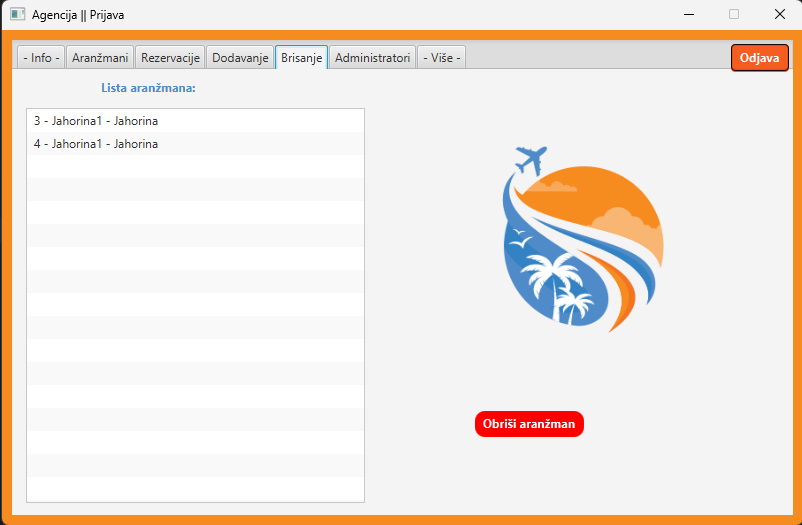 Agencija || Prijava
- Info -
Aranžmani
Rezervacije
Dodavanje
Brisanje
Administratori
- Više -
Odjava
Lista aranžmana:
3 - Jahorina1 - Jahorina
4 - Jahorina1 - Jahorina
Obriši aranžman